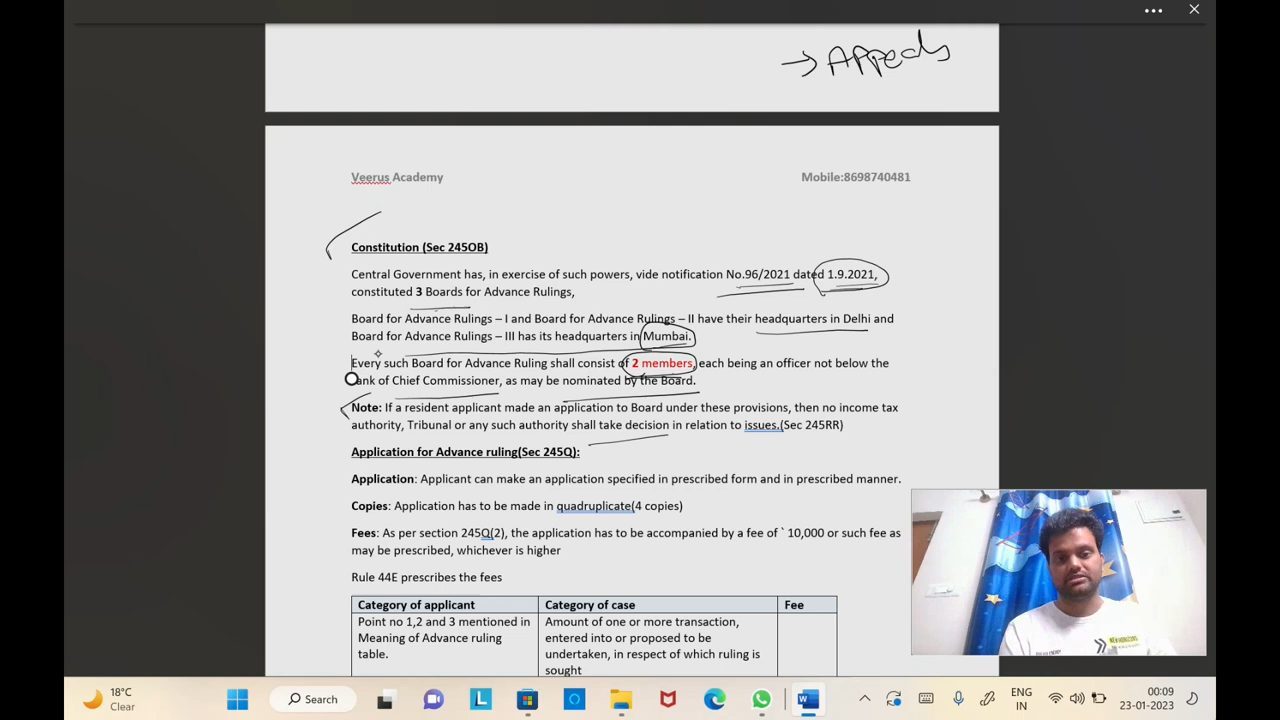 → Appeals
Veerus Academy
Mobile:8698740481
Constitution (Sec 245OB)
Central Government has, in exercise of such powers, vide notification No.96/2021 dated 1.9.2021,
constituted 3 Boards for Advance Rulings,
Board for Advance Rulings – I and Board for Advance Rulings – II have their headquarters in Delhi and
Board for Advance Rulings – III has its headquarters in Mumbai.
Every such Board for Advance Ruling shall consist of 2 members, each being an officer not below the
rank of Chief Commissioner, as may be nominated by the Board.
Note: If a resident applicant made an application to Board under these provisions, then no income tax
authority, Tribunal or any such authority shall take decision in relation to issues.(Sec 245RR)
Application for Advance ruling(Sec 245Q):
Application: Applicant can make an application specified in prescribed form and in prescribed manner.
Copies: Application has to be made in quadruplicate(4 copies)
Fees: As per section 245Q(2), the application has to be accompanied by a fee of ` 10,000 or such fee as
may be prescribed, whichever is higher
Rule 44E prescribes the fees
Category of applicant
Category of case
Fee
Point no 1,2 and 3 mentioned in
Meaning of Advance ruling
table.
Amount of one or more transaction,
entered into or proposed to be
undertaken, in respect of which ruling is
sought
18°C
Clear
Search
ENG
IN
00:09
23-01-2023